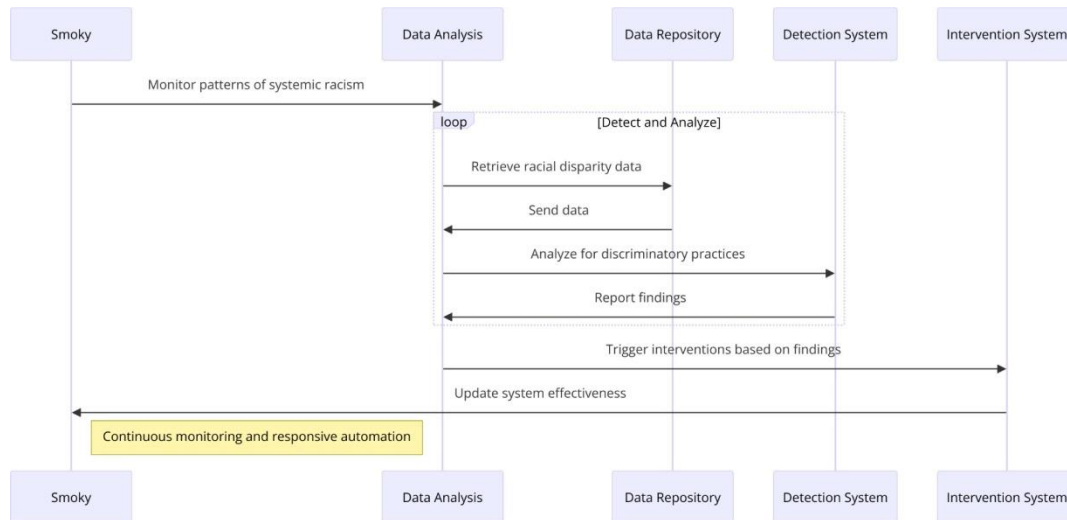 Smoky
Data Analysis
Data Repository
Detection System
Intervention System
Monitor patterns of systemic racism
loop
[Detect and Analyze]
Retrieve racial disparity data
Send data
Analyze for discriminatory practices
Report findings
Trigger interventions based on findings
Update system effectiveness
Continuous monitoring and responsive automation
Smoky
Data Analysis
Data Repository
Detection System
Intervention System